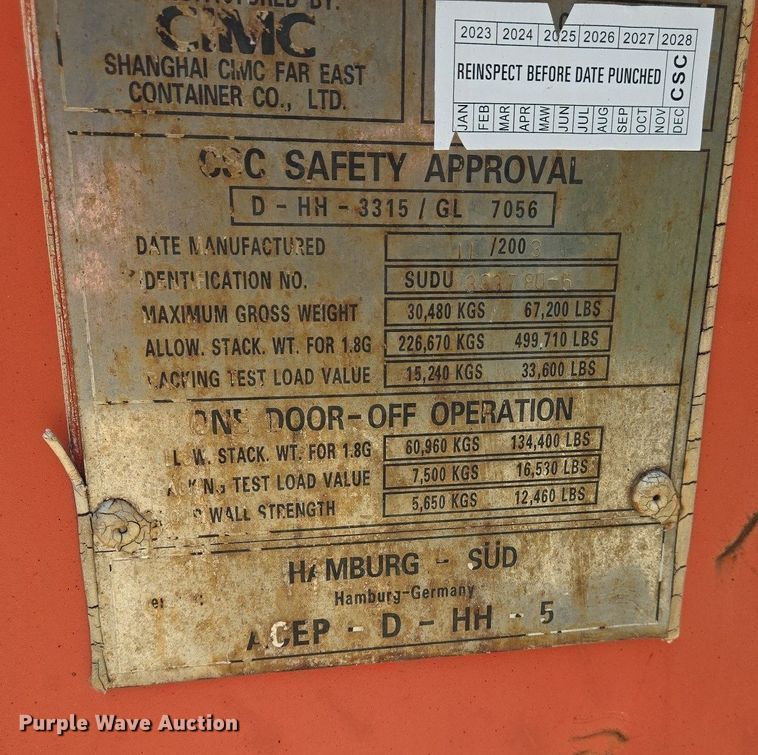 BY:
CIMC
SHANGHAI CIMC FAR EAST
CONTAINER CO., LTD.
2023 2024 2025 2026 2027 2028
REINSPECT BEFORE DATE PUNCHED
CSC
JAN FEB MAR APR MAW JUN JUL AUG SEP OCT NOV DEC
CSC SAFETY APPROVAL
D-HH-3315/GL 7056
DATE MANUFACTURED 11/2003
IDENTIFICATION NO. SUDU
MAXIMUM GROSS WEIGHT 30,480 KGS 67,200 LBS
ALLOW. STACK. WT. FOR 1.8G 226,670 KGS 499,710 LBS
RACKING TEST LOAD VALUE 15,240 KGS 33,600 LBS
ONE DOOR-OFF OPERATION
ALLOW. STACK. WT. FOR 1.8G 60,960 KGS 134,400 LBS
RACKING TEST LOAD VALUE 7,500 KGS 16,530 LBS
WALL STRENGTH 5,650 KGS 12,460 LBS
HAMBURG - SÜD
Hamburg-Germany
ACEP - D - HH - 5
Purple Wave Auction